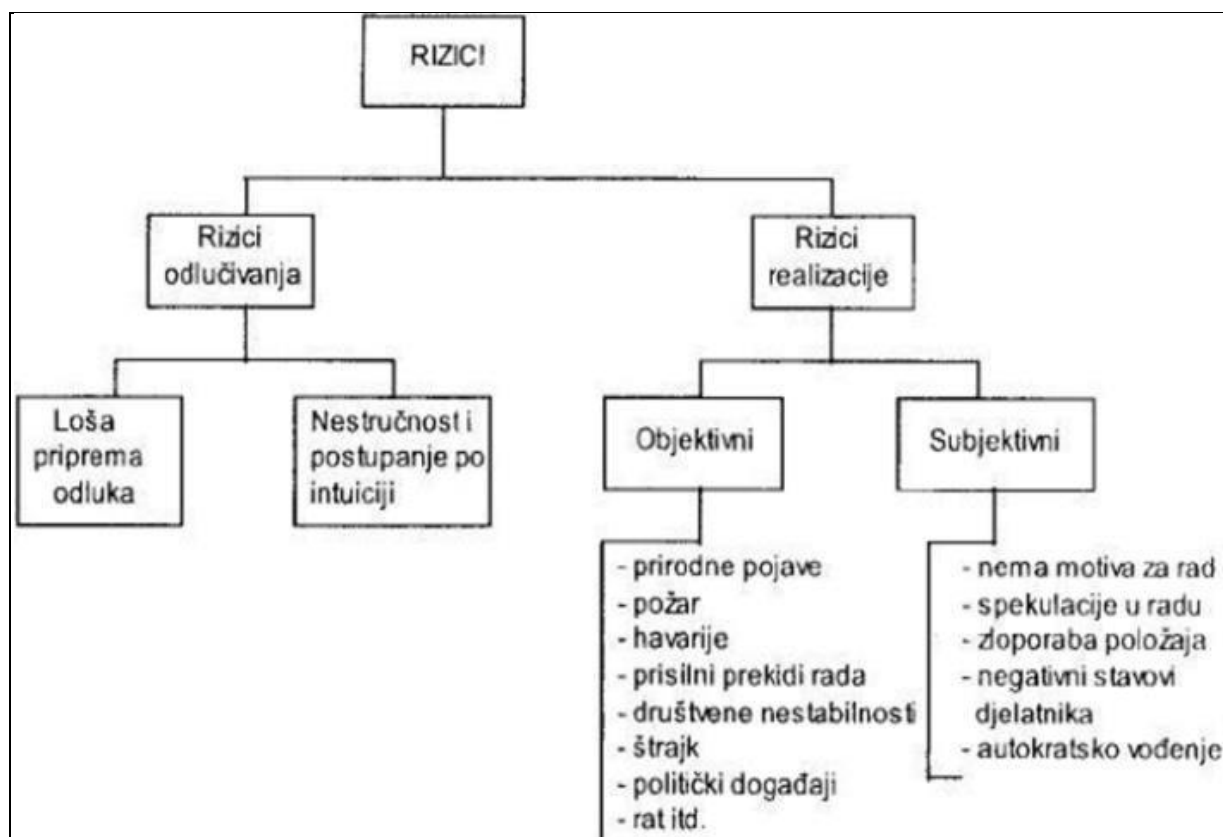 RIZICI
Rizici
odlučivanja
Rizici
realizacije
Loša
priprema
odluka
Nestručnost i
postupanje po
intuiciji
Objektivni
Subjektivni
- prirodne pojave
- požar
- havarije
- prisilni prekidi rada
- društvene nestabilnosti
- štrajk
- politički događaji
- rat itd.
- nema motiva za rad
- spekulacije u radu
- zloporaba položaja
- negativni stavovi
djelatnika
- autokratsko vođenje